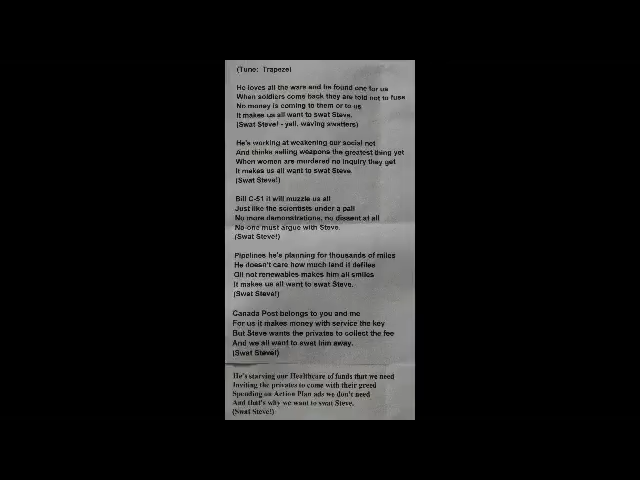 (Tune: Trapeze)
He loves all the wars and he found one for us
When soldiers come back they are told not to fuss
No money is coming to them or to us
It makes us all want to swat Steve.
(Swat Steve! - yell, waving swatters)
He's working at weakening our social net
And thinks selling weapons the greatest thing yet
When women are murdered no inquiry they get
It makes us all want to swat Steve.
(Swat Steve!)
Bill C-51 it will muzzle us all
Just like the scientists under a pall
No more demonstrations, no dissent at all
No-one must argue with Steve.
(Swat Steve!)
Pipelines he's planning for thousands of miles
He doesn't care how much land it defiles
Oil not renewables makes him all smiles
It makes us all want to swat Steve.
(Swat Steve!)
Canada Post belongs to you and me
For us it makes money with service the key
But Steve wants the privates to collect the fee
And we all want to swat him away.
(Swat Steve!)
He's starving our Healthcare of funds that we need
Inviting the privates to come with their greed
Spending on Action Plan ads we don't need
And that's why we want to swat Steve.
(Swat Steve!)